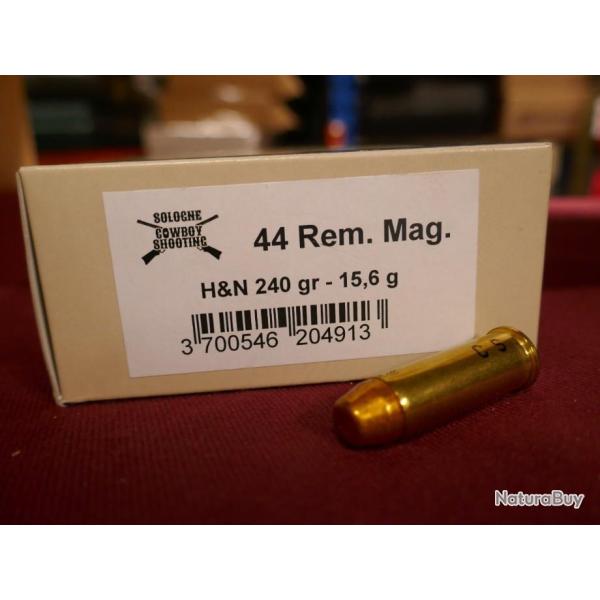 SOLOGNE
COWBOY
SHOOTING
44 Rem. Mag.
H&N 240 gr - 15,6 g
3 700546 204913
NaturaBuy